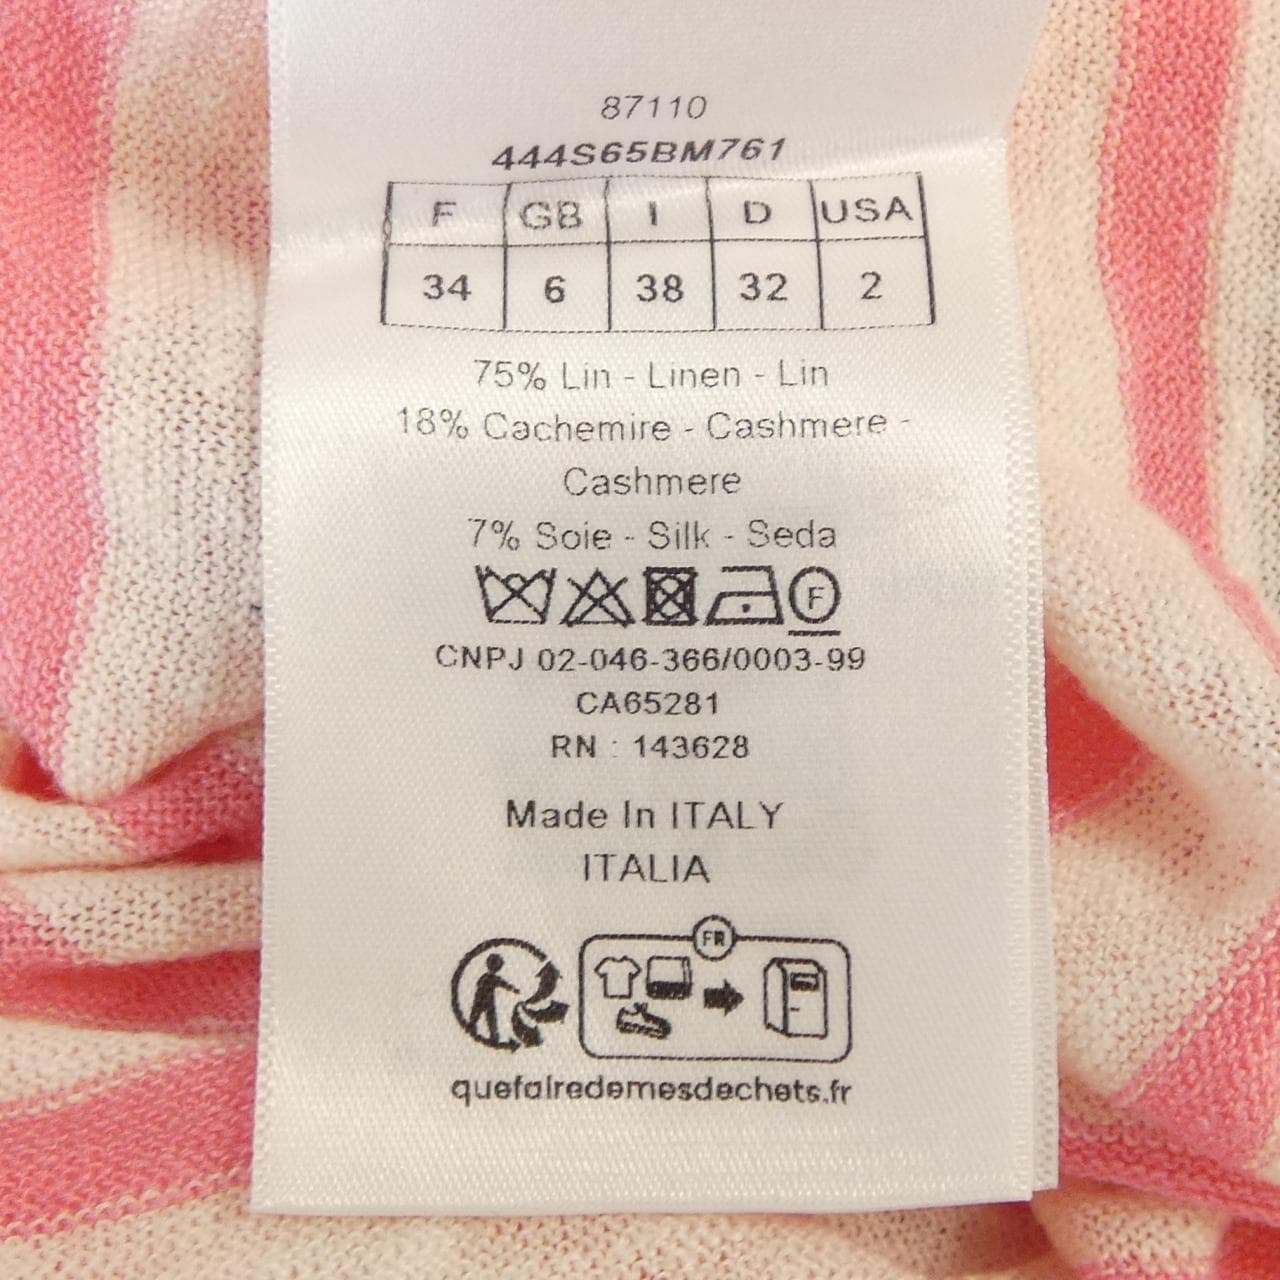 87110
444S65BM761
F GB I D USA
34 6 38 32 2
75% Lin - Linen - Lin
18% Cachemire - Cashmere -
Cashmere
7% Soie - Silk - Seda
F
CNPJ 02-046-366/0003-99
CA65281
RN : 143628
Made In ITALY
ITALIA
FR
quefairedemesdechets.fr